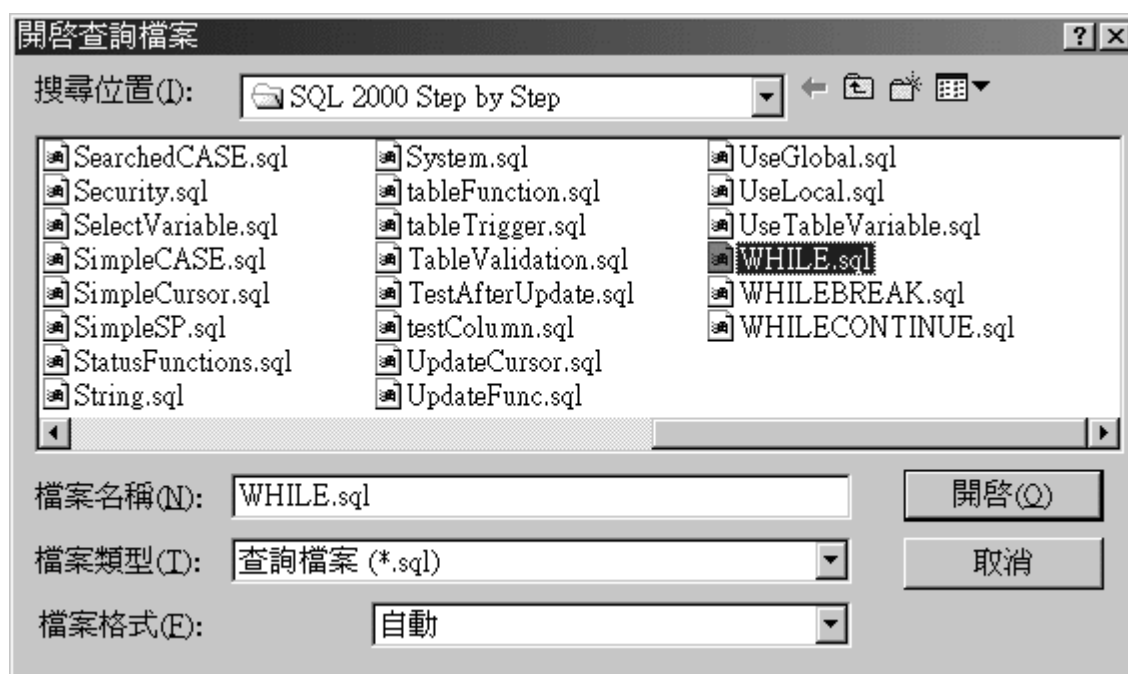 開啓查詢檔案
搜尋位置(I): SQL 2000 Step by Step
SearchedCASE.sql System.sql UseGlobal.sql
Security.sql tableFunction.sql UseLocal.sql
SelectVariable.sql tableTrigger.sql UseTableVariable.sql
SimpleCASE.sql TableValidation.sql WHILE.sql
SimpleCursor.sql TestAfterUpdate.sql WHILEBREAK.sql
SimpleSP.sql testColumn.sql WHILECONTINUE.sql
StatusFunctions.sql UpdateCursor.sql
String.sql UpdateFunc.sql
檔案名稱(N): WHILE.sql 開啓(O)
檔案類型(T): 查詢檔案 (*.sql) 取消
檔案格式(F): 自動